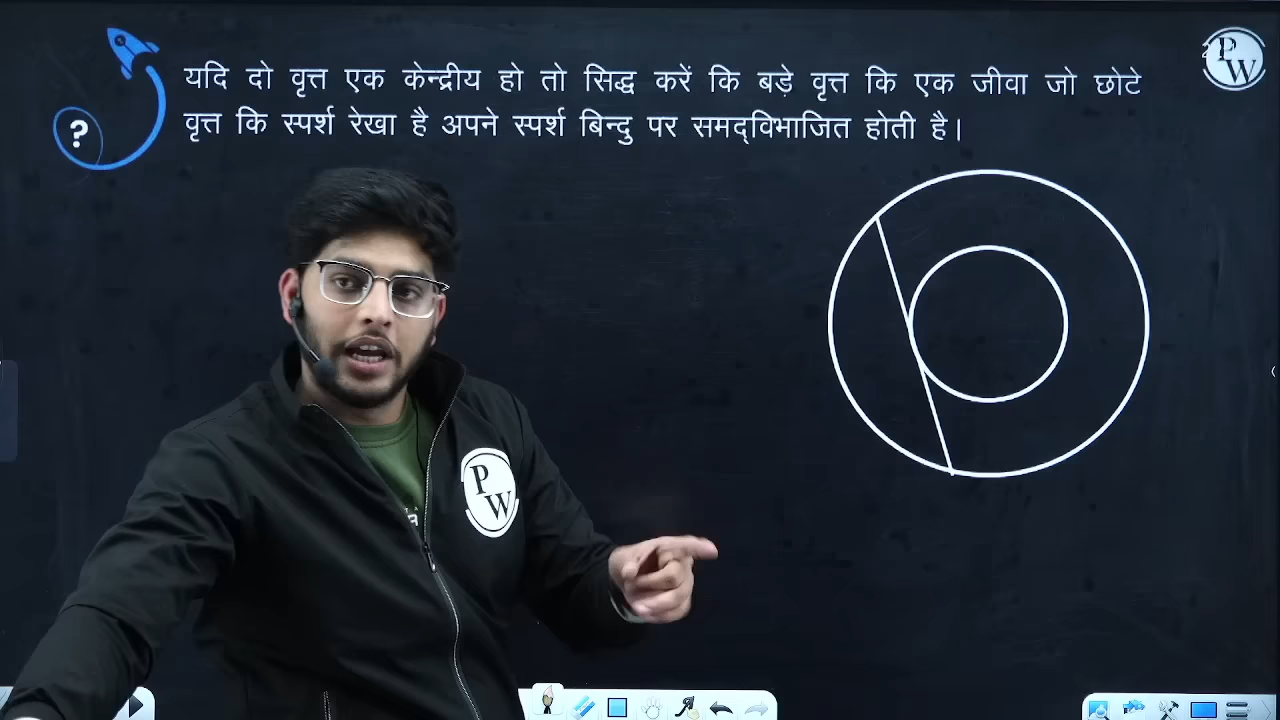 यदि दो वृत्त एक केन्द्रीय हो तो सिद्ध करें कि बड़े वृत्त कि एक जीवा जो छोटे
वृत्त कि स्पर्श रेखा है अपने स्पर्श बिन्दु पर समद्विभाजित होती है।
?
P
W
P
W